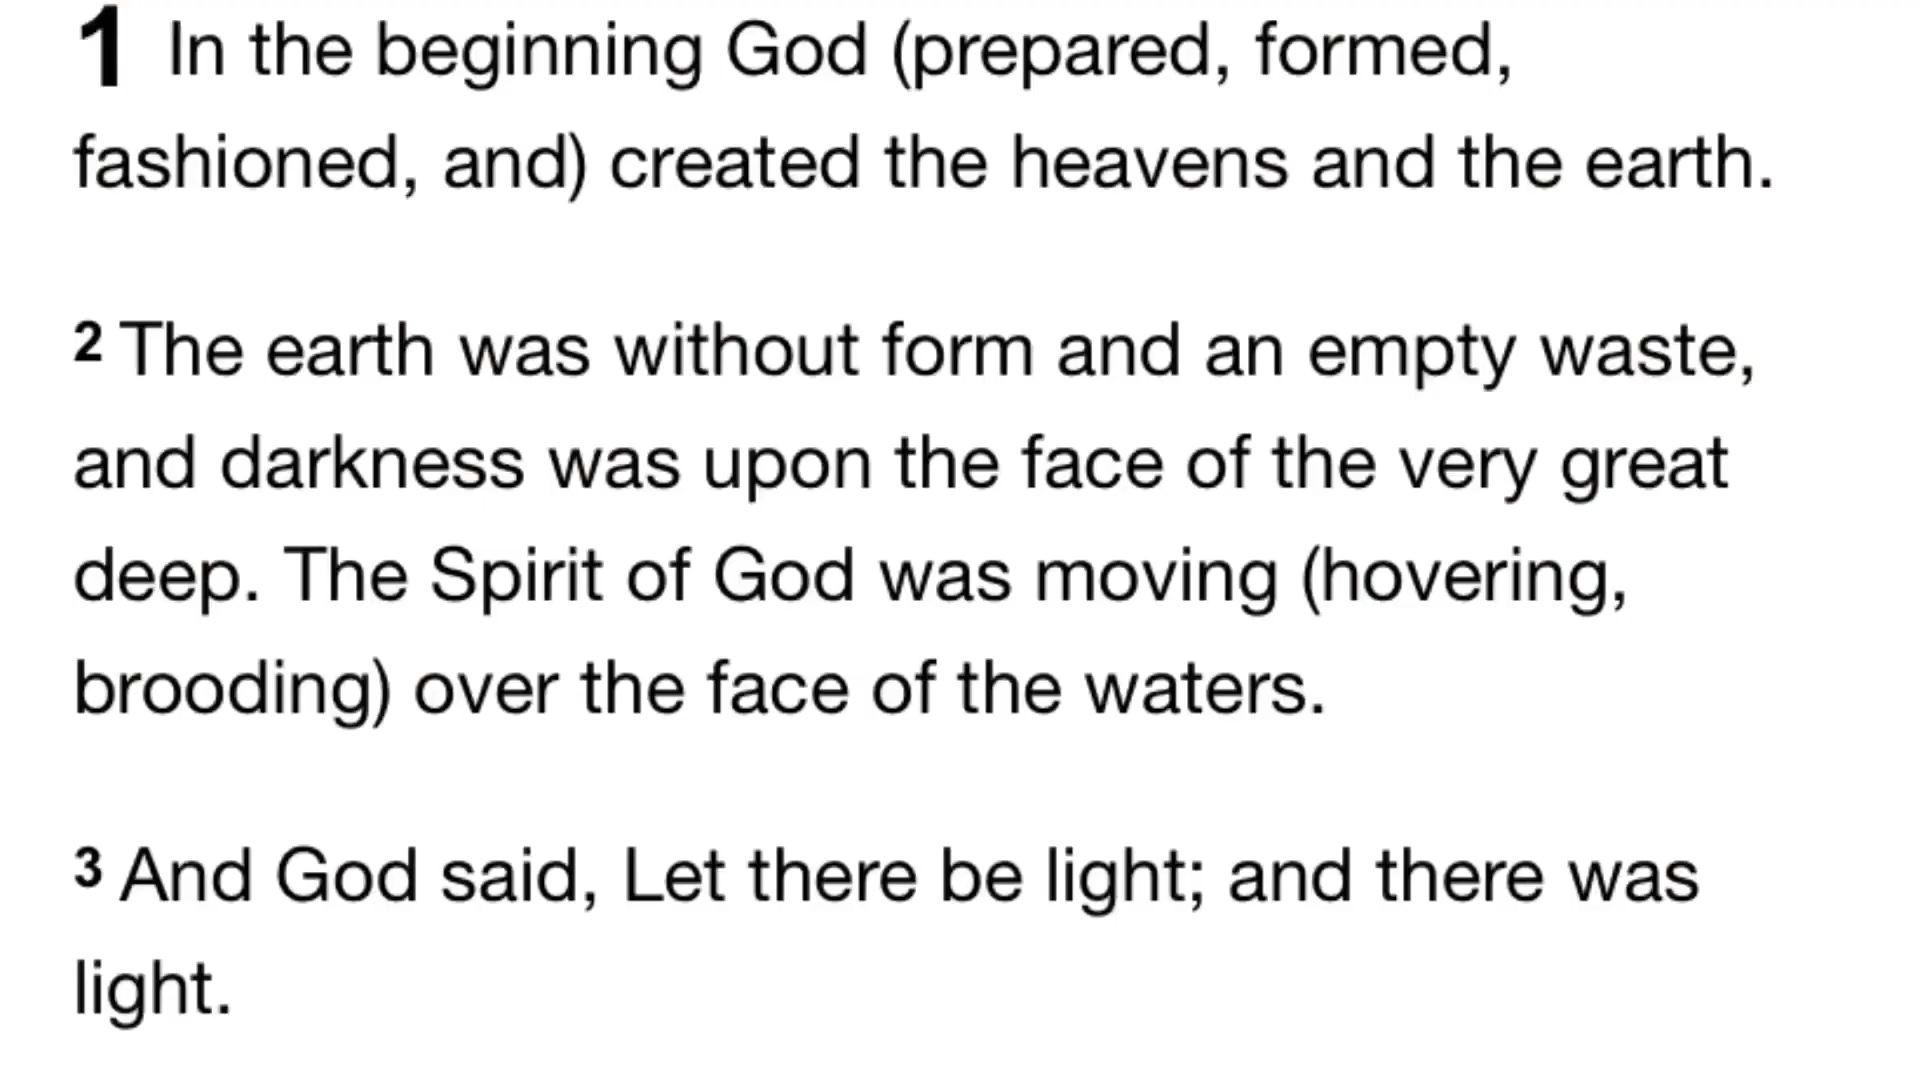 1 In the beginning God (prepared, formed,
fashioned, and) created the heavens and the earth.
2 The earth was without form and an empty waste,
and darkness was upon the face of the very great
deep. The Spirit of God was moving (hovering,
brooding) over the face of the waters.
3 And God said, Let there be light; and there was
light.